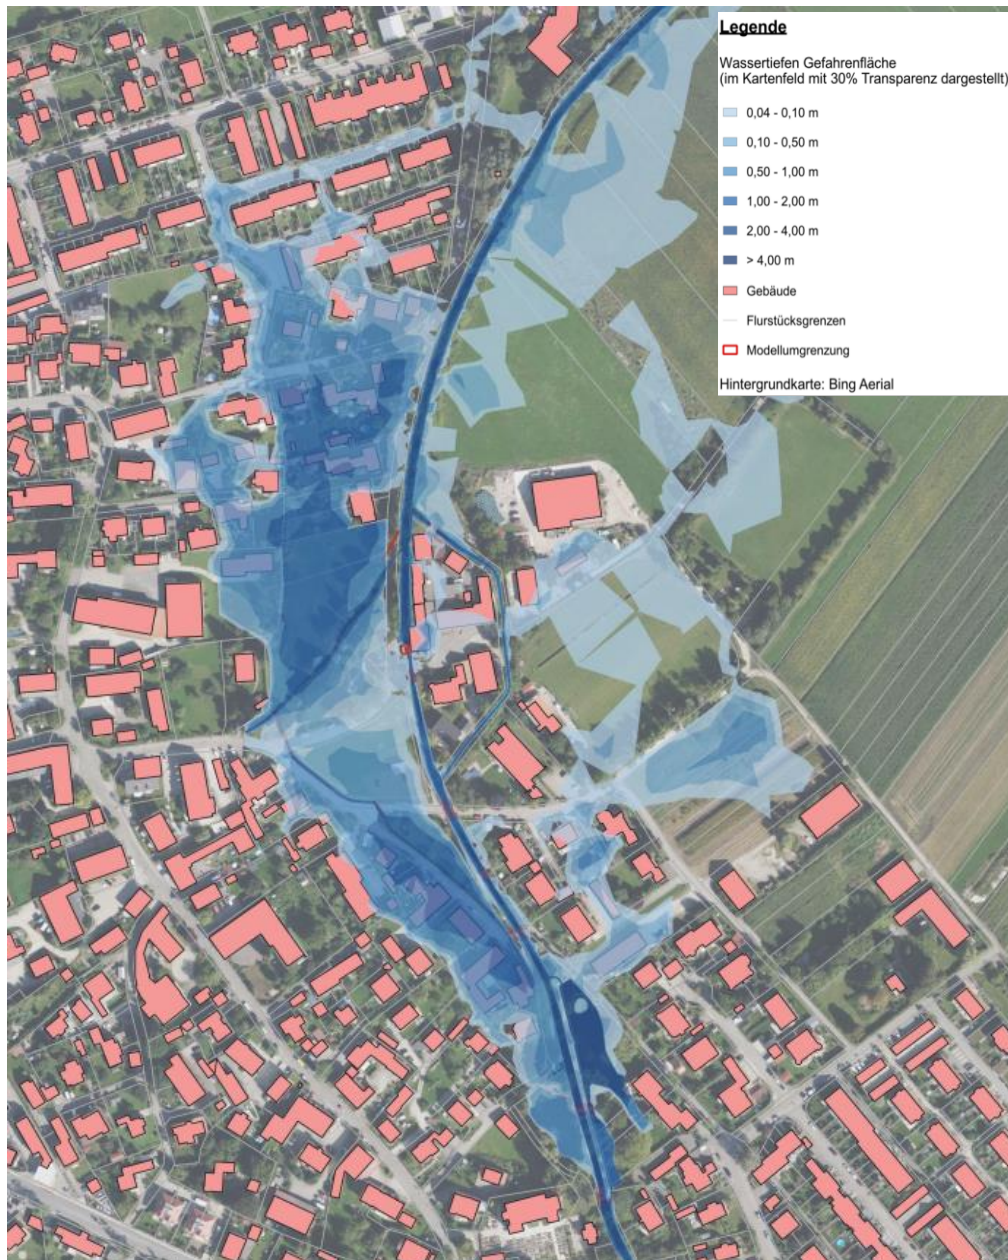 Legende
Wassertiefen Gefahrenfläche
(im Kartenfeld mit 30% Transparenz dargestellt)
0,04 - 0,10 m
0,10 - 0,50 m
0,50 - 1,00 m
1,00 - 2,00 m
2,00 - 4,00 m
> 4,00 m
Gebäude
Flurstücksgrenzen
Modellumgrenzung
Hintergrundkarte: Bing Aerial